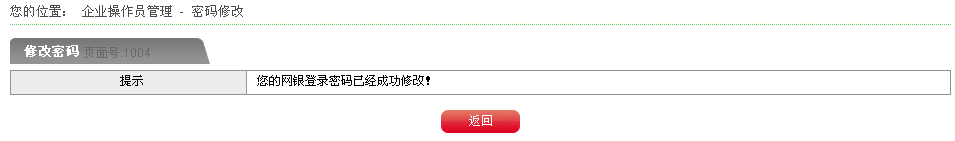 您的位置： 企业操作员管理 - 密码修改
修改密码 页面号:1004
提示 您的网银登录密码已经成功修改！
返回